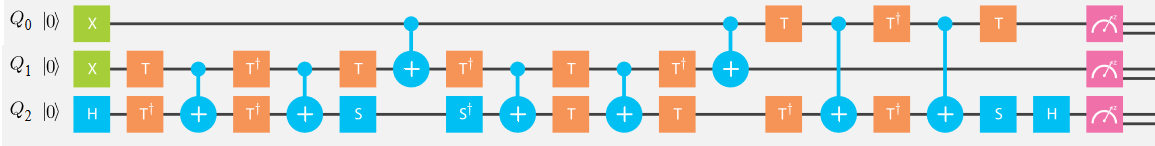 Q₀ |0⟩ X T T† T
Q₁ |0⟩ X T T† T T† T T†
Q₂ |0⟩ H T† T† S S† T T T† T† S H